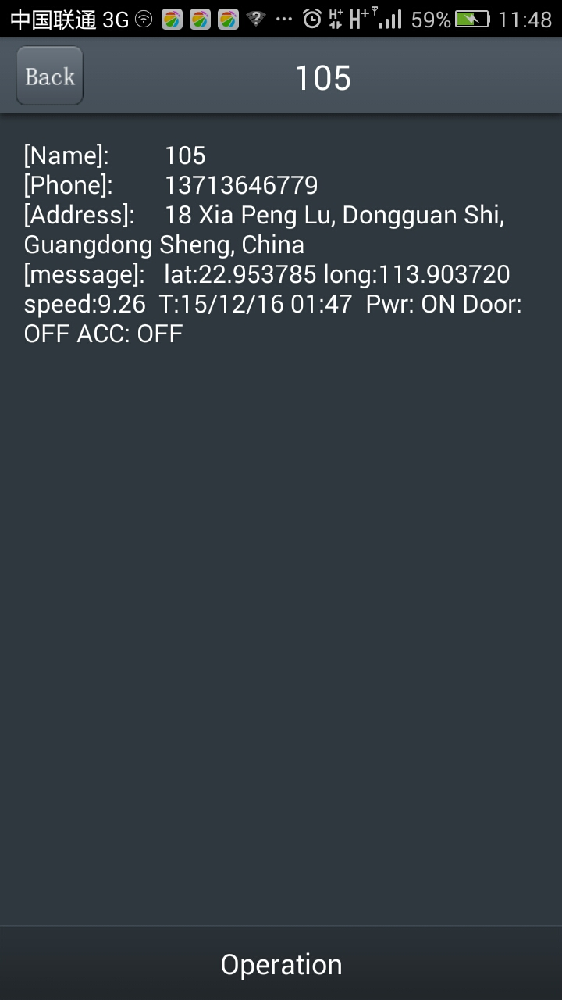 中国联通 3G H+ H+ 59% 11:48
Back 105
[Name]: 105
[Phone]: 13713646779
[Address]: 18 Xia Peng Lu, Dongguan Shi,
Guangdong Sheng, China
[message]: lat:22.953785 long:113.903720
speed:9.26 T:15/12/16 01:47 Pwr: ON Door:
OFF ACC: OFF
Operation